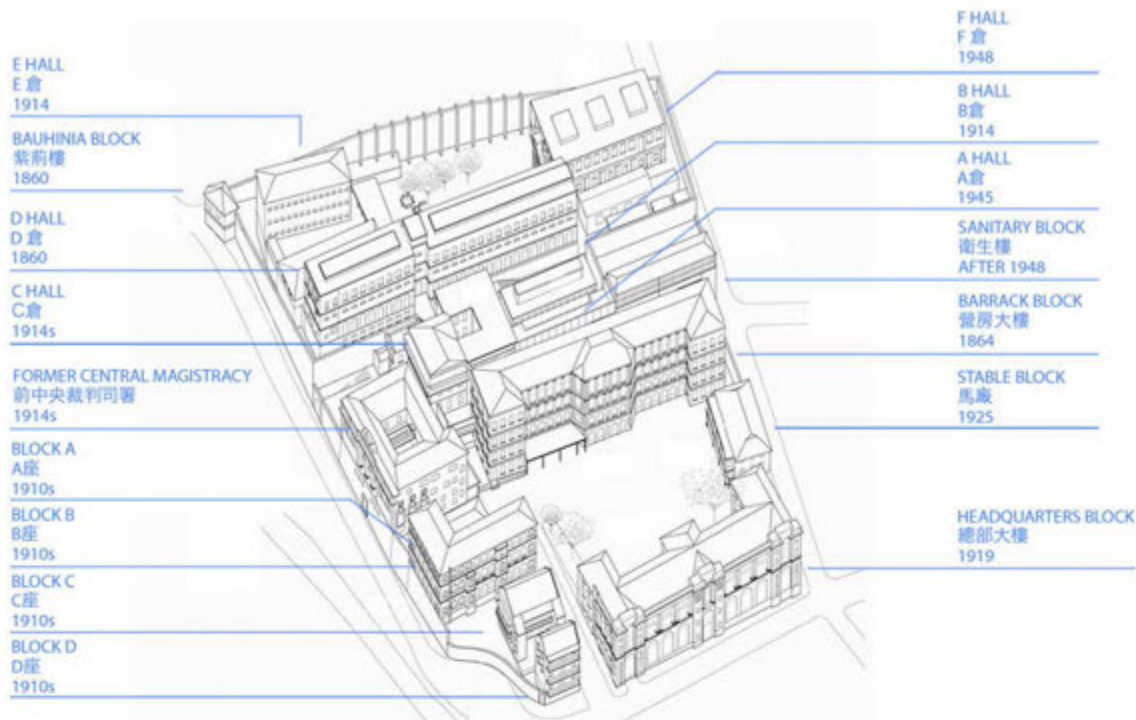 E HALL
E 倉
1914
BAUHINIA BLOCK
紫荊樓
1860
D HALL
D 倉
1860
C HALL
C倉
1914s
FORMER CENTRAL MAGISTRACY
前中央裁判司署
1914s
BLOCK A
A座
1910s
BLOCK B
B座
1910s
BLOCK C
C座
1910s
BLOCK D
D座
1910s
F HALL
F 倉
1948
B HALL
B倉
1914
A HALL
A倉
1945
SANITARY BLOCK
衛生樓
AFTER 1948
BARRACK BLOCK
營房大樓
1864
STABLE BLOCK
馬廄
1925
HEADQUARTERS BLOCK
總部大樓
1919